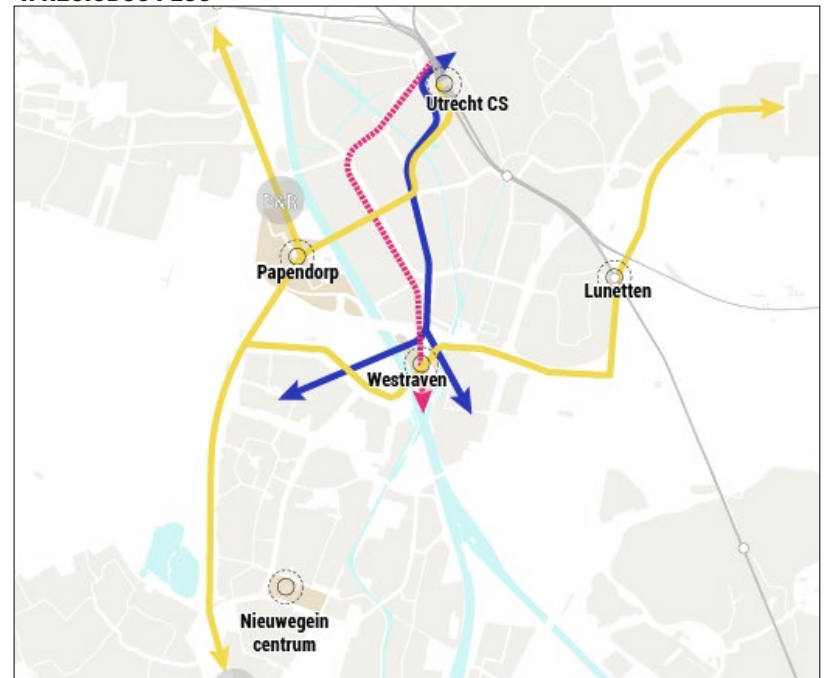 Utrecht CS
P&R
Papendorp
Lunetten
Westraven
Nieuwegein
centrum